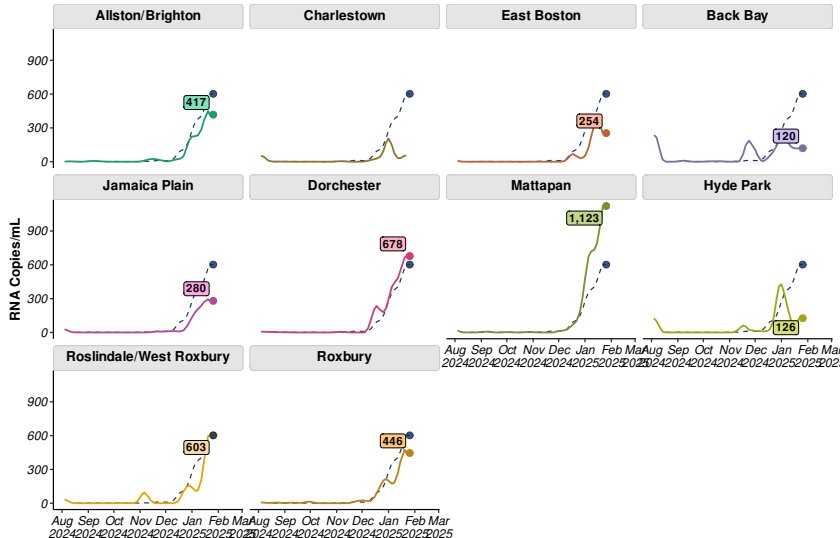 Allston/Brighton Charlestown East Boston Back Bay
900
600
300
0
417
254
120
Jamaica Plain Dorchester Mattapan Hyde Park
RNA Copies/mL
900
600
300
0
280
678
1,123
126
Aug 2024 Sep 2024 Oct 2024 Nov 2024 Dec 2024 Jan 2025 Feb 2025 Mar 2025
Aug 2024 Sep 2024 Oct 2024 Nov 2024 Dec 2024 Jan 2025 Feb 2025 Mar 2025
Roslindale/West Roxbury Roxbury
900
600
300
0
603
446
Aug 2024 Sep 2024 Oct 2024 Nov 2024 Dec 2024 Jan 2025 Feb 2025 Mar 2025
Aug 2024 Sep 2024 Oct 2024 Nov 2024 Dec 2024 Jan 2025 Feb 2025 Mar 2025